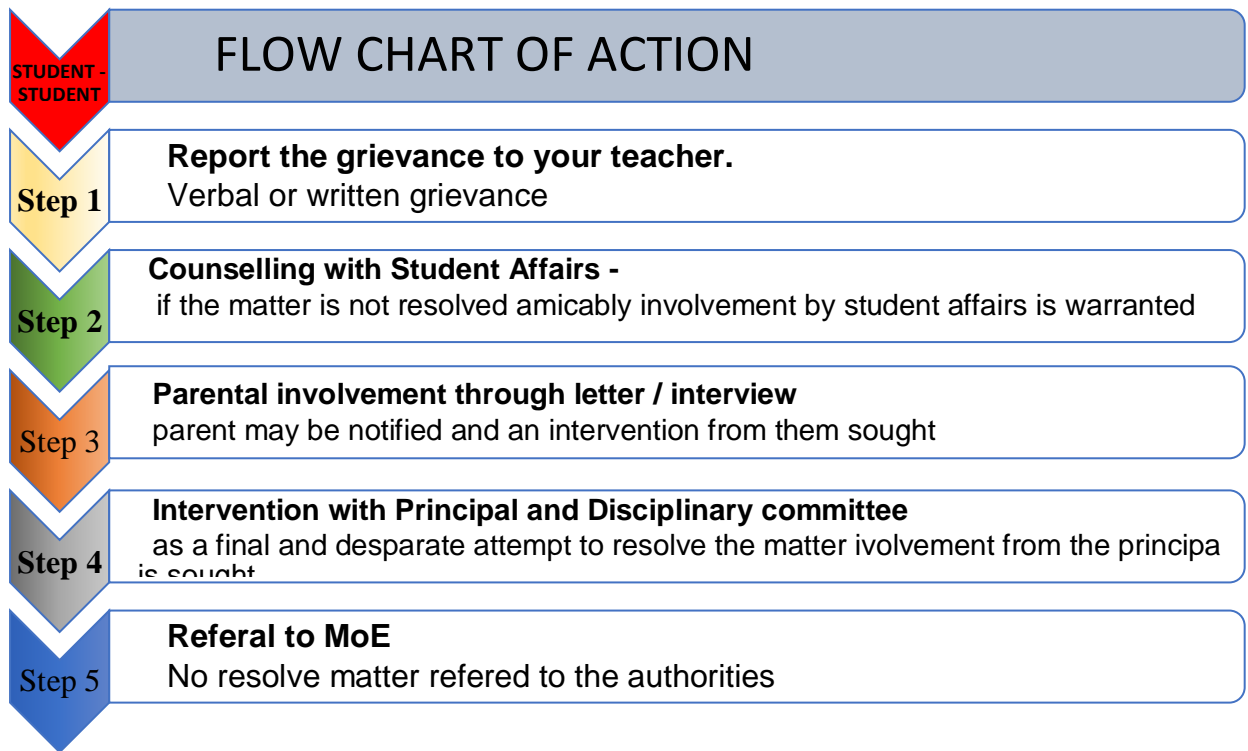 STUDENT -
STUDENT
FLOW CHART OF ACTION
Step 1
Report the grievance to your teacher.
Verbal or written grievance
Step 2
Counselling with Student Affairs -
if the matter is not resolved amicably involvement by student affairs is warranted
Step 3
Parental involvement through letter / interview
parent may be notified and an intervention from them sought
Step 4
Intervention with Principal and Disciplinary committee
as a final and desparate attempt to resolve the matter ivolvement from the principa
is sought
Step 5
Referal to MoE
No resolve matter refered to the authorities